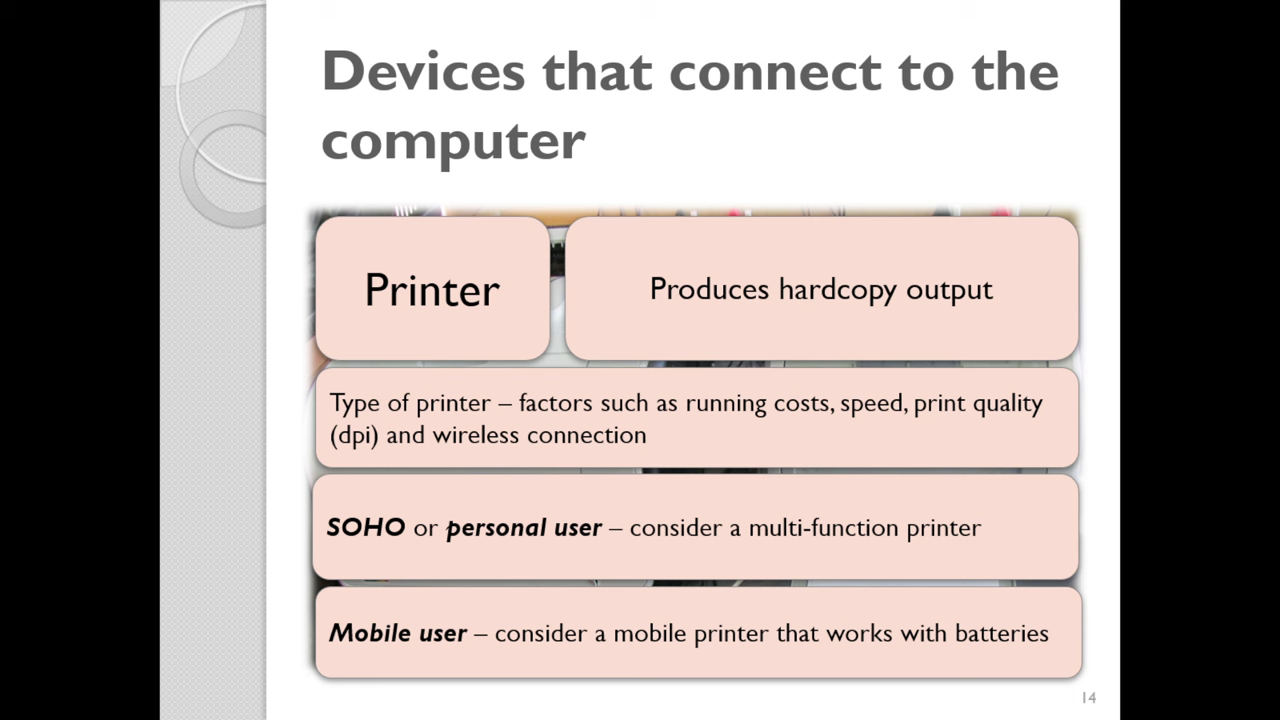 Devices that connect to the
computer
Printer
Produces hardcopy output
Type of printer – factors such as running costs, speed, print quality
(dpi) and wireless connection
SOHO or personal user – consider a multi-function printer
Mobile user – consider a mobile printer that works with batteries
14